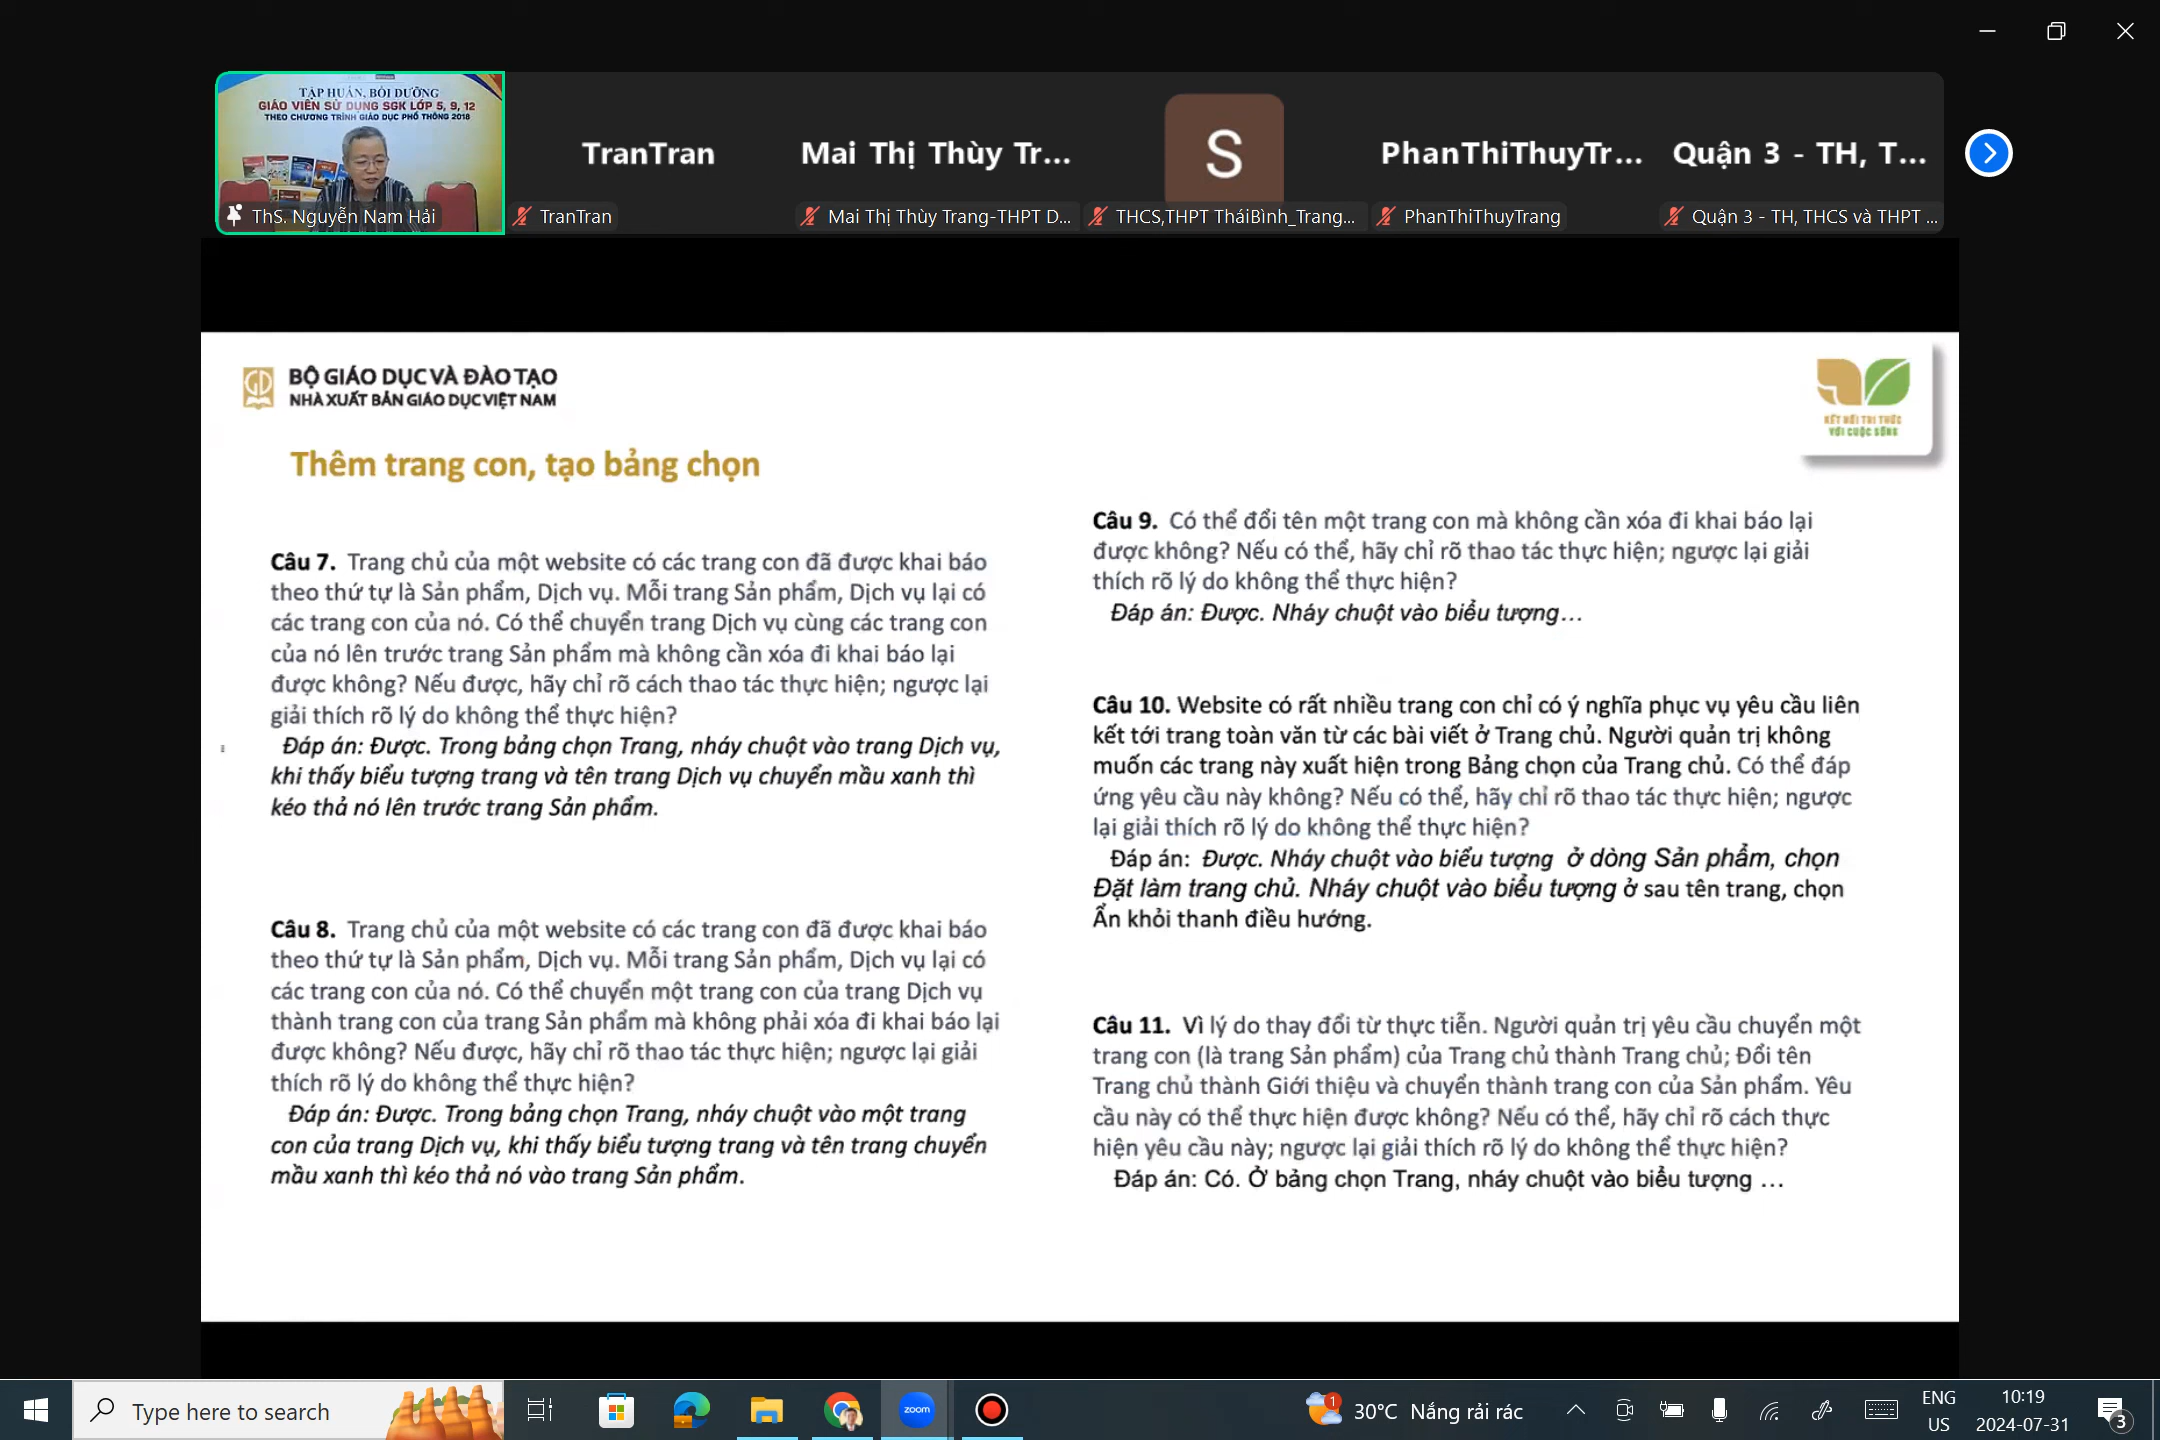 TẬP HUẤN, BỒI DƯỠNG
GIÁO VIÊN SỬ DỤNG SGK LỚP 5, 9, 12
THEO CHƯƠNG TRÌNH GIÁO DỤC PHỔ THÔNG 2018
ThS. Nguyễn Nam Hải
TranTran
TranTran
Mai Thị Thùy Tr...
Mai Thị Thùy Trang-THPT D...
S
THCS,THPT TháiBình_Trang...
PhanThiThuyTr...
PhanThiThuyTrang
Quận 3 - TH, T...
Quận 3 - TH, THCS và THPT ...
BỘ GIÁO DỤC VÀ ĐÀO TẠO
NHÀ XUẤT BẢN GIÁO DỤC VIỆT NAM
KẾT NỐI TRI THỨC
VỚI CUỘC SỐNG
Thêm trang con, tạo bảng chọn
Câu 7. Trang chủ của một website có các trang con đã được khai báo
theo thứ tự là Sản phẩm, Dịch vụ. Mỗi trang Sản phẩm, Dịch vụ lại có
các trang con của nó. Có thể chuyển trang Dịch vụ cùng các trang con
của nó lên trước trang Sản phẩm mà không cần xóa đi khai báo lại
được không? Nếu được, hãy chỉ rõ cách thao tác thực hiện; ngược lại
giải thích rõ lý do không thể thực hiện?
Đáp án: Được. Trong bảng chọn Trang, nháy chuột vào trang Dịch vụ,
khi thấy biểu tượng trang và tên trang Dịch vụ chuyển mầu xanh thì
kéo thả nó lên trước trang Sản phẩm.
Câu 8. Trang chủ của một website có các trang con đã được khai báo
theo thứ tự là Sản phẩm, Dịch vụ. Mỗi trang Sản phẩm, Dịch vụ lại có
các trang con của nó. Có thể chuyển một trang con của trang Dịch vụ
thành trang con của trang Sản phẩm mà không phải xóa đi khai báo lại
được không? Nếu được, hãy chỉ rõ thao tác thực hiện; ngược lại giải
thích rõ lý do không thể thực hiện?
Đáp án: Được. Trong bảng chọn Trang, nháy chuột vào một trang
con của trang Dịch vụ, khi thấy biểu tượng trang và tên trang chuyển
mầu xanh thì kéo thả nó vào trang Sản phẩm.
Câu 9. Có thể đổi tên một trang con mà không cần xóa đi khai báo lại
được không? Nếu có thể, hãy chỉ rõ thao tác thực hiện; ngược lại giải
thích rõ lý do không thể thực hiện?
Đáp án: Được. Nháy chuột vào biểu tượng...
Câu 10. Website có rất nhiều trang con chỉ có ý nghĩa phục vụ yêu cầu liên
kết tới trang toàn văn từ các bài viết ở Trang chủ. Người quản trị không
muốn các trang này xuất hiện trong Bảng chọn của Trang chủ. Có thể đáp
ứng yêu cầu này không? Nếu có thể, hãy chỉ rõ thao tác thực hiện; ngược
lại giải thích rõ lý do không thể thực hiện?
Đáp án: Được. Nháy chuột vào biểu tượng ở dòng Sản phẩm, chọn
Đặt làm trang chủ. Nháy chuột vào biểu tượng ở sau tên trang, chọn
Ẩn khỏi thanh điều hướng.
Câu 11. Vì lý do thay đổi từ thực tiễn. Người quản trị yêu cầu chuyển một
trang con (là trang Sản phẩm) của Trang chủ thành Trang chủ; Đổi tên
Trang chủ thành Giới thiệu và chuyển thành trang con của Sản phẩm. Yêu
cầu này có thể thực hiện được không? Nếu có thể, hãy chỉ rõ cách thực
hiện yêu cầu này; ngược lại giải thích rõ lý do không thể thực hiện?
Đáp án: Có. Ở bảng chọn Trang, nháy chuột vào biểu tượng ...
Type here to search
zoom
1
30°C Nắng rải rác
ENG
US
10:19
2024-07-31
3